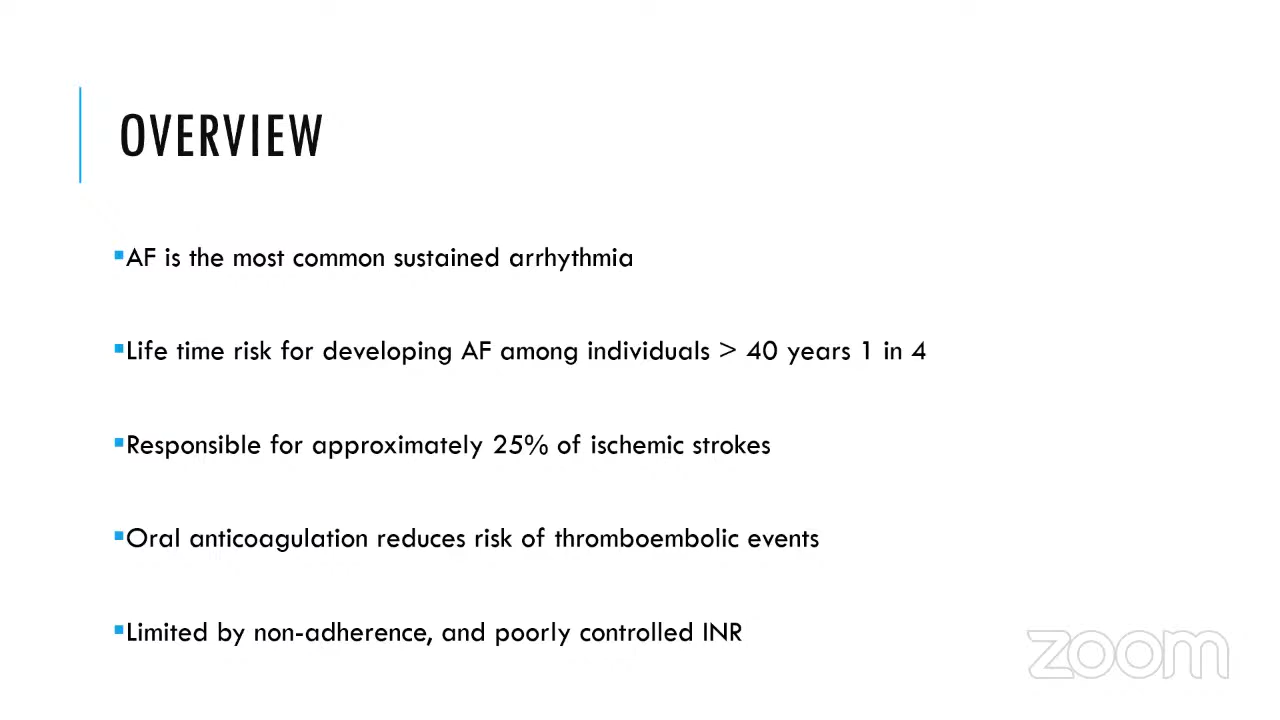 OVERVIEW
▪AF is the most common sustained arrhythmia
▪Life time risk for developing AF among individuals > 40 years 1 in 4
▪Responsible for approximately 25% of ischemic strokes
▪Oral anticoagulation reduces risk of thromboembolic events
▪Limited by non-adherence, and poorly controlled INR
zoom